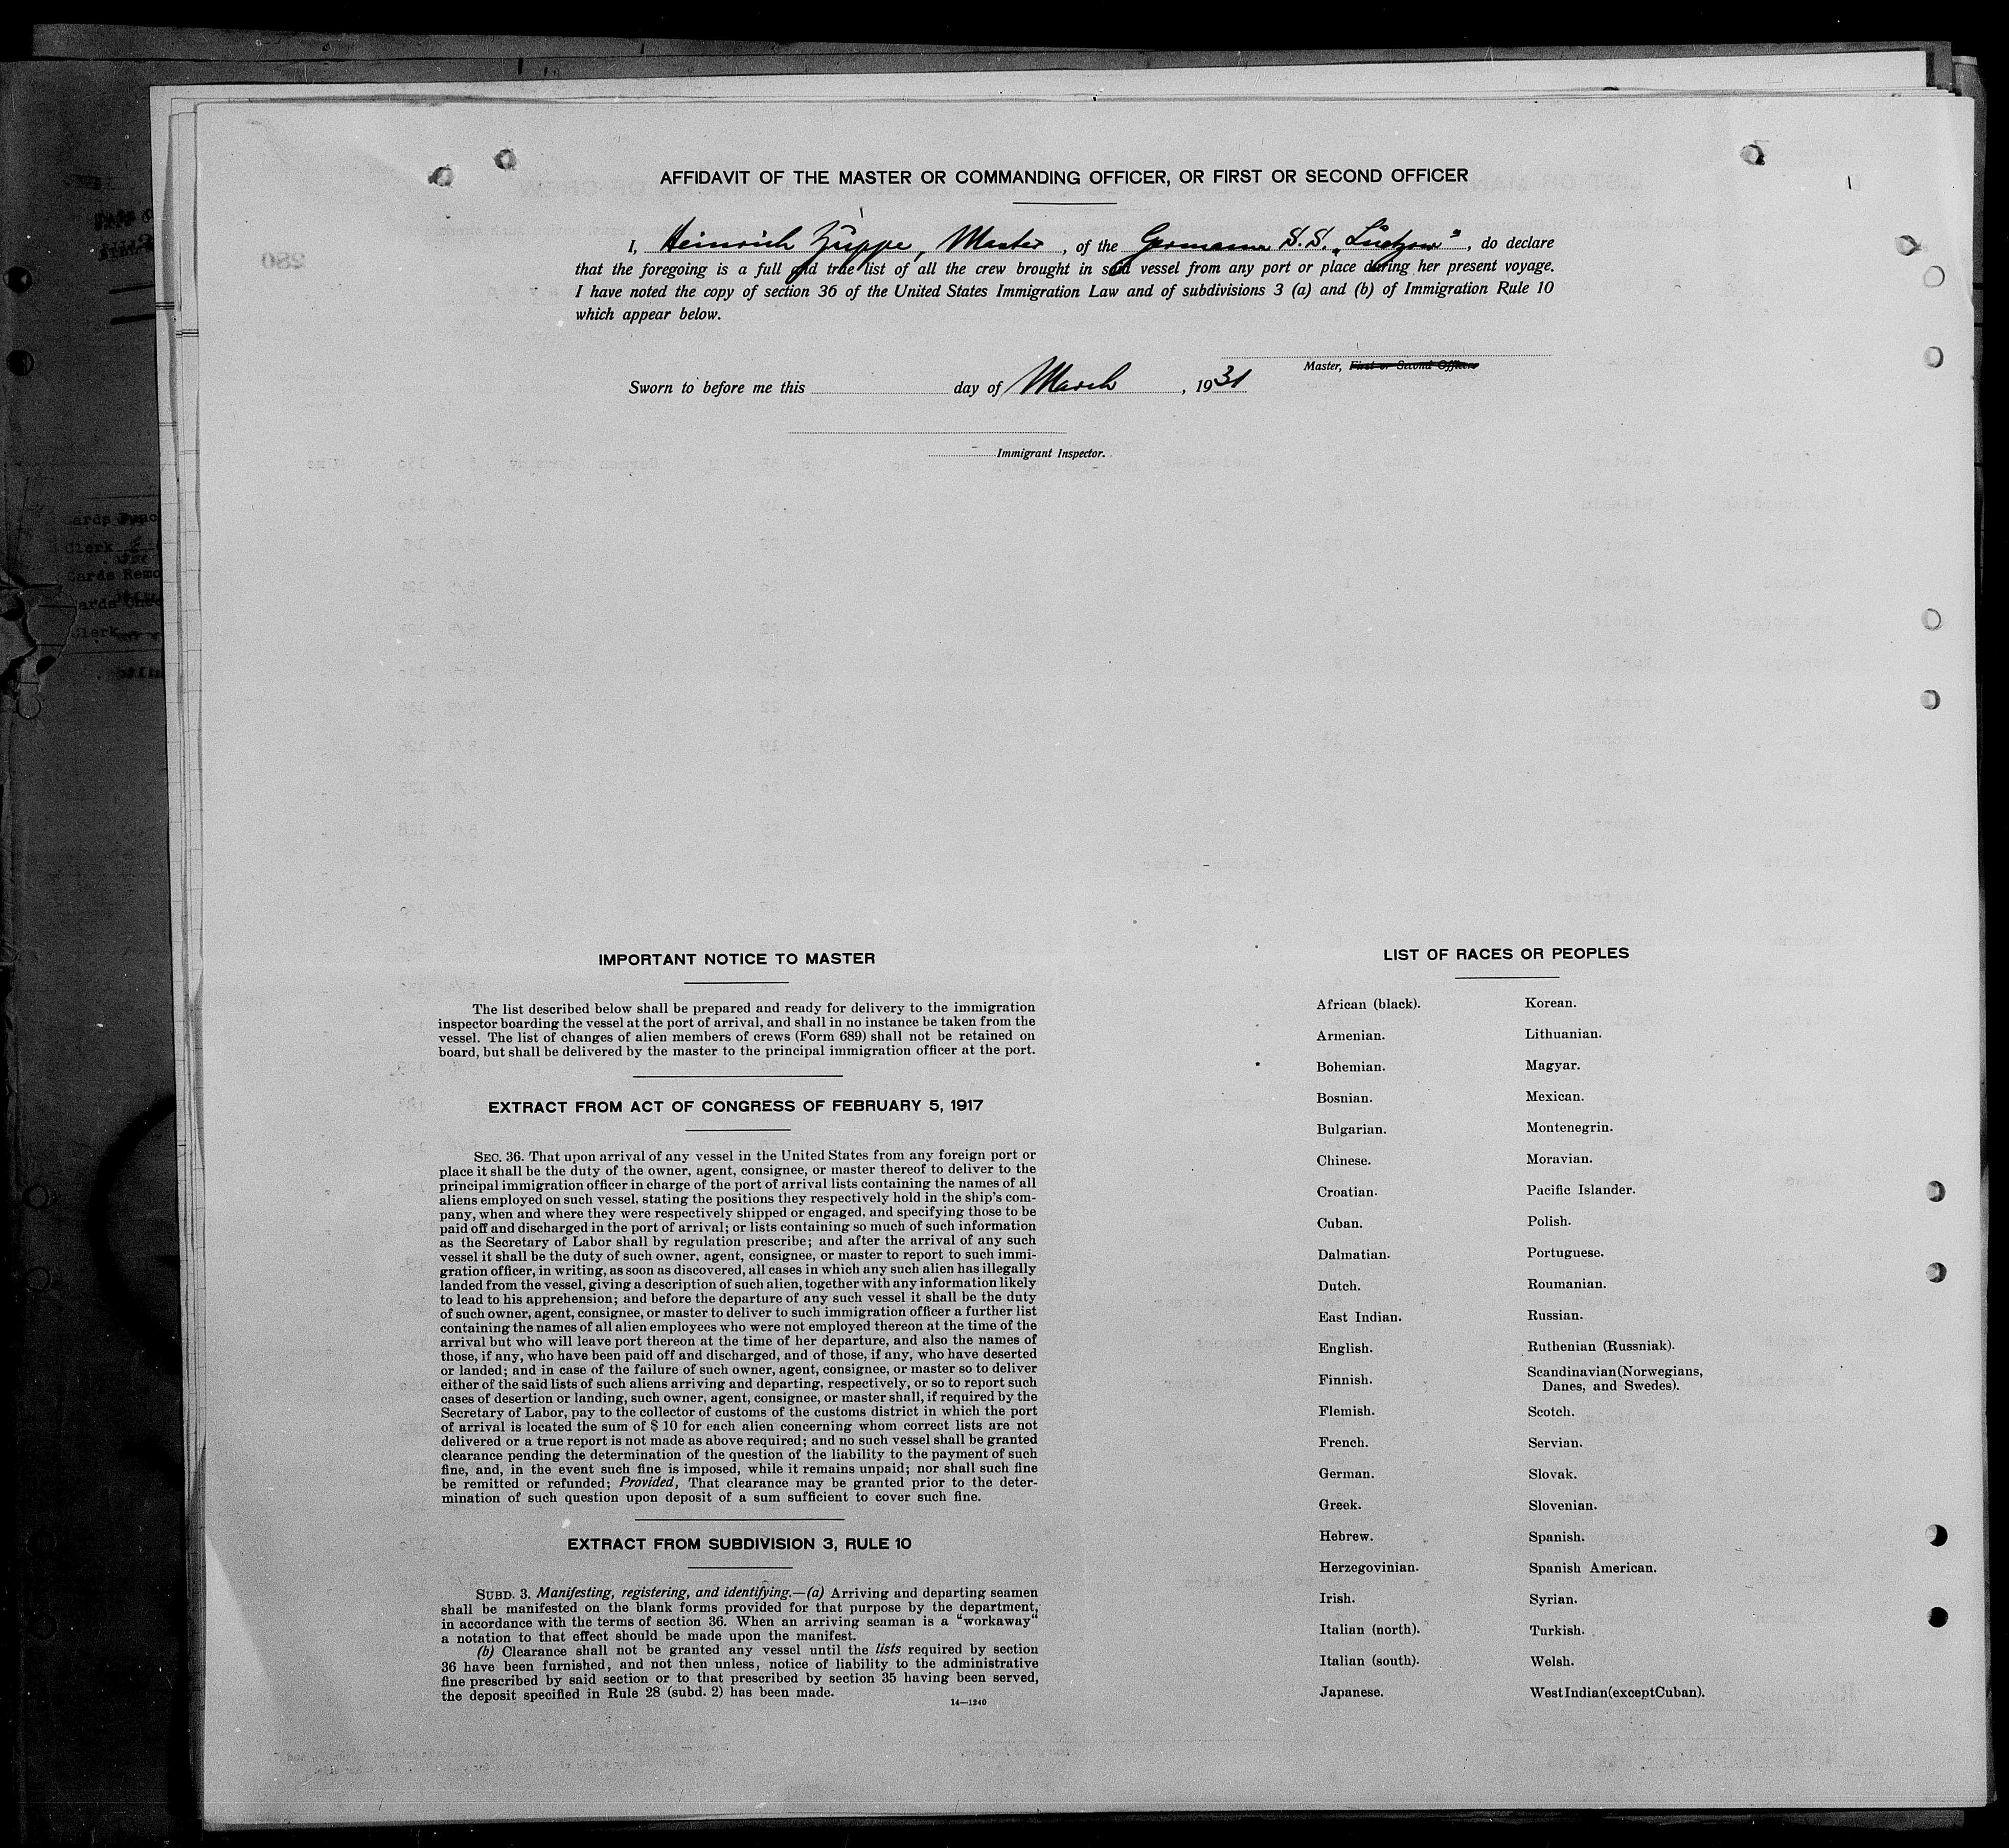 AFFIDAVIT OF THE MASTER OR COMMANDING OFFICER, OR FIRST OR SECOND OFFICER
I, Heinrich Züppe, Master, of the German S.S. „Lützow", do declare
that the foregoing is a full and true list of all the crew brought in said vessel from any port or place during her present voyage.
I have noted the copy of section 36 of the United States Immigration Law and of subdivisions 3 (a) and (b) of Immigration Rule 10
which appear below.
Master, First or Second Officer
Sworn to before me this day of March, 1931
Immigrant Inspector.
IMPORTANT NOTICE TO MASTER
The list described below shall be prepared and ready for delivery to the immigration
inspector boarding the vessel at the port of arrival, and shall in no instance be taken from the
vessel. The list of changes of alien members of crews (Form 689) shall not be retained on
board, but shall be delivered by the master to the principal immigration officer at the port.
EXTRACT FROM ACT OF CONGRESS OF FEBRUARY 5, 1917
SEC. 36. That upon arrival of any vessel in the United States from any foreign port or
place it shall be the duty of the owner, agent, consignee, or master thereof to deliver to the
principal immigration officer in charge of the port of arrival lists containing the names of all
aliens employed on such vessel, stating the positions they respectively hold in the ship's com-
pany, when and where they were respectively shipped or engaged, and specifying those to be
paid off and discharged in the port of arrival; or lists containing so much of such information
as the Secretary of Labor shall by regulation prescribe; and after the arrival of any such
vessel it shall be the duty of such owner, agent, consignee, or master to report to such immi-
gration officer, in writing, as soon as discovered, all cases in which any such alien has illegally
landed from the vessel, giving a description of such alien, together with any information likely
to lead to his apprehension; and before the departure of any such vessel it shall be the duty
of such owner, agent, consignee, or master to deliver to such immigration officer a further list
containing the names of all alien employees who were not employed thereon at the time of the
arrival but who will leave port thereon at the time of her departure, and also the names of
those, if any, who have been paid off and discharged, and of those, if any, who have deserted
or landed; and in case of the failure of such owner, agent, consignee, or master so to deliver
either of the said lists of such aliens arriving and departing, respectively, or so to report such
cases of desertion or landing, such owner, agent, consignee, or master shall, if required by the
Secretary of Labor, pay to the collector of customs of the customs district in which the port
of arrival is located the sum of $ 10 for each alien concerning whom correct lists are not
delivered or a true report is not made as above required; and no such vessel shall be granted
clearance pending the determination of the question of the liability to the payment of such
fine, and, in the event such fine is imposed, while it remains unpaid; nor shall such fine
be remitted or refunded; Provided, That clearance may be granted prior to the deter-
mination of such question upon deposit of a sum sufficient to cover such fine.
EXTRACT FROM SUBDIVISION 3, RULE 10
SUBD. 3. Manifesting, registering, and identifying.—(a) Arriving and departing seamen
shall be manifested on the blank forms provided for that purpose by the department,
in accordance with the terms of section 36. When an arriving seaman is a "workaway"
a notation to that effect should be made upon the manifest.
(b) Clearance shall not be granted any vessel until the lists required by section
36 have been furnished, and not then unless, notice of liability to the administrative
fine prescribed by said section or to that prescribed by section 35 having been served,
the deposit specified in Rule 28 (subd. 2) has been made.
14—1240
LIST OF RACES OR PEOPLES
African (black).
Armenian.
Bohemian.
Bosnian.
Bulgarian.
Chinese.
Croatian.
Cuban.
Dalmatian.
Dutch.
East Indian.
English.
Finnish.
Flemish.
French.
German.
Greek.
Hebrew.
Herzegovinian.
Irish.
Italian (north).
Italian (south).
Japanese.
Korean.
Lithuanian.
Magyar.
Mexican.
Montenegrin.
Moravian.
Pacific Islander.
Polish.
Portuguese.
Roumanian.
Russian.
Ruthenian (Russniak).
Scandinavian(Norwegians,
Danes, and Swedes).
Scotch.
Servian.
Slovak.
Slovenian.
Spanish.
Spanish American.
Syrian.
Turkish.
Welsh.
WestIndian(exceptCuban).